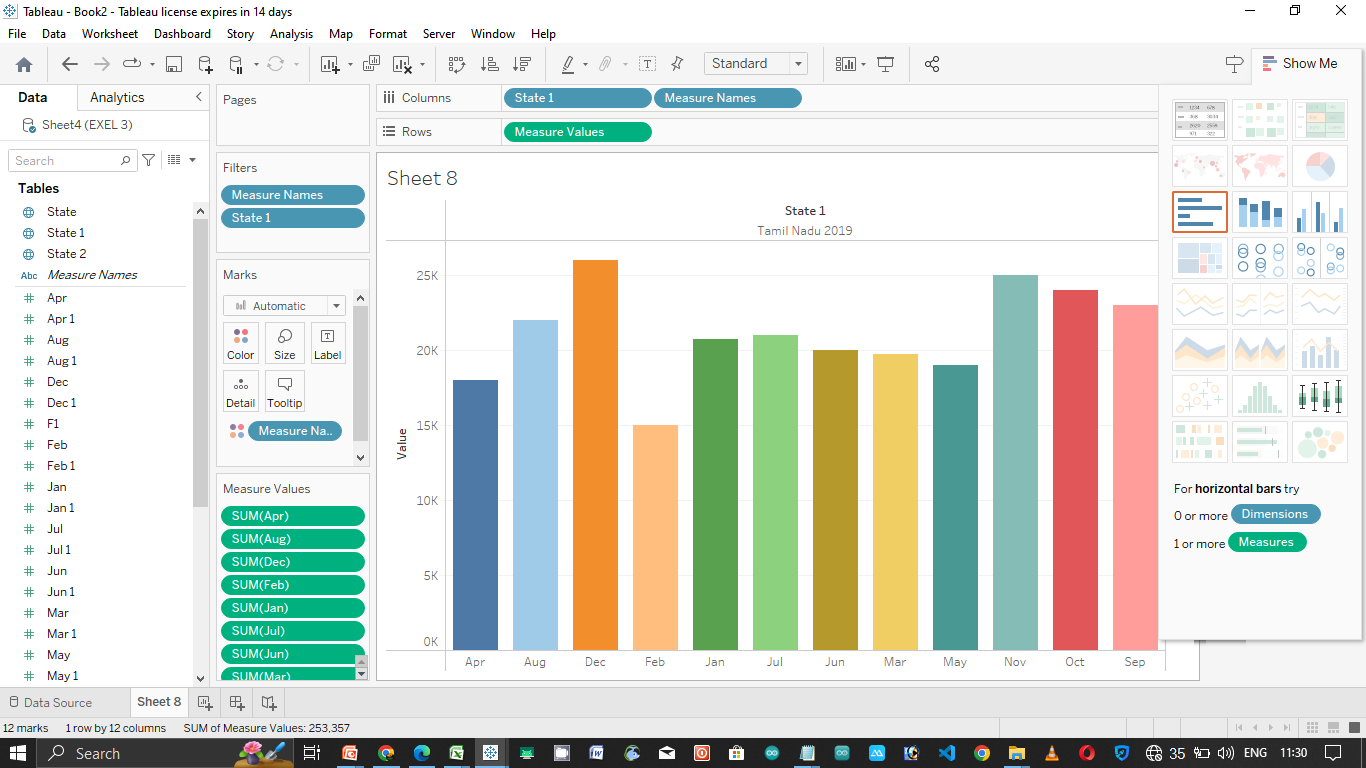 Tableau - Book2 - Tableau license expires in 14 days
File Data Worksheet Dashboard Story Analysis Map Format Server Window Help
Standard
Show Me
Data Analytics
Sheet4 (EXEL 3)
Search
Tables
State
State 1
State 2
Abc Measure Names
Apr
Apr 1
Aug
Aug 1
Dec
Dec 1
F1
Feb
Feb 1
Jan
Jan 1
Jul
Jul 1
Jun
Jun 1
Mar
Mar 1
May
May 1
Pages
Filters
Measure Names
State 1
Marks
Automatic
Color Size Label
Detail Tooltip
Measure Na..
Measure Values
SUM(Apr)
SUM(Aug)
SUM(Dec)
SUM(Feb)
SUM(Jan)
SUM(Jul)
SUM(Jun)
SUM(Mar)
Columns State 1 Measure Names
Rows Measure Values
Sheet 8
State 1
Tamil Nadu 2019
25K
20K
15K
10K
5K
0K
Value
Apr Aug Dec Feb Jan Jul Jun Mar May Nov Oct Sep
For horizontal bars try
0 or more Dimensions
1 or more Measures
Data Source Sheet 8
12 marks 1 row by 12 columns SUM of Measure Values: 253,357
Search
35 ENG 11:30